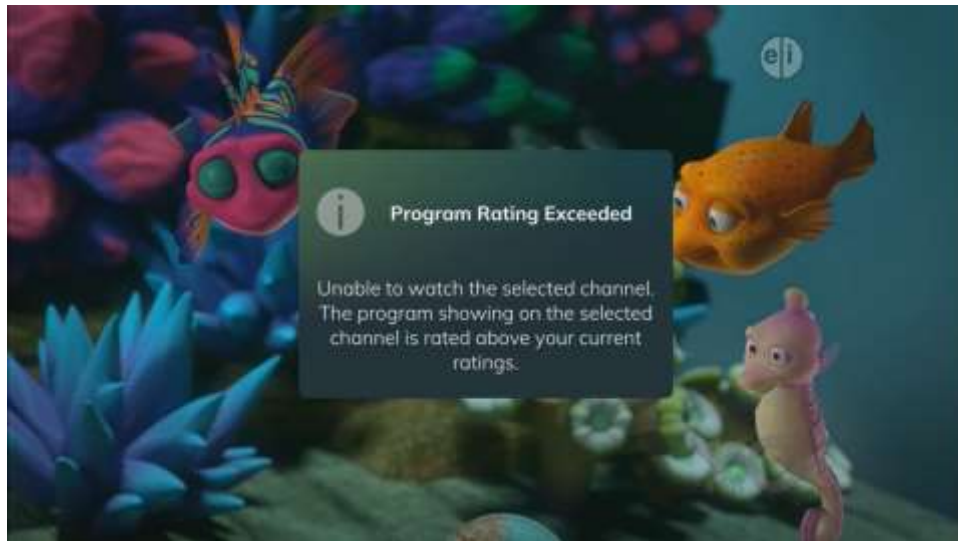 e i
i
Program Rating Exceeded
Unable to watch the selected channel.
The program showing on the selected
channel is rated above your current
ratings.